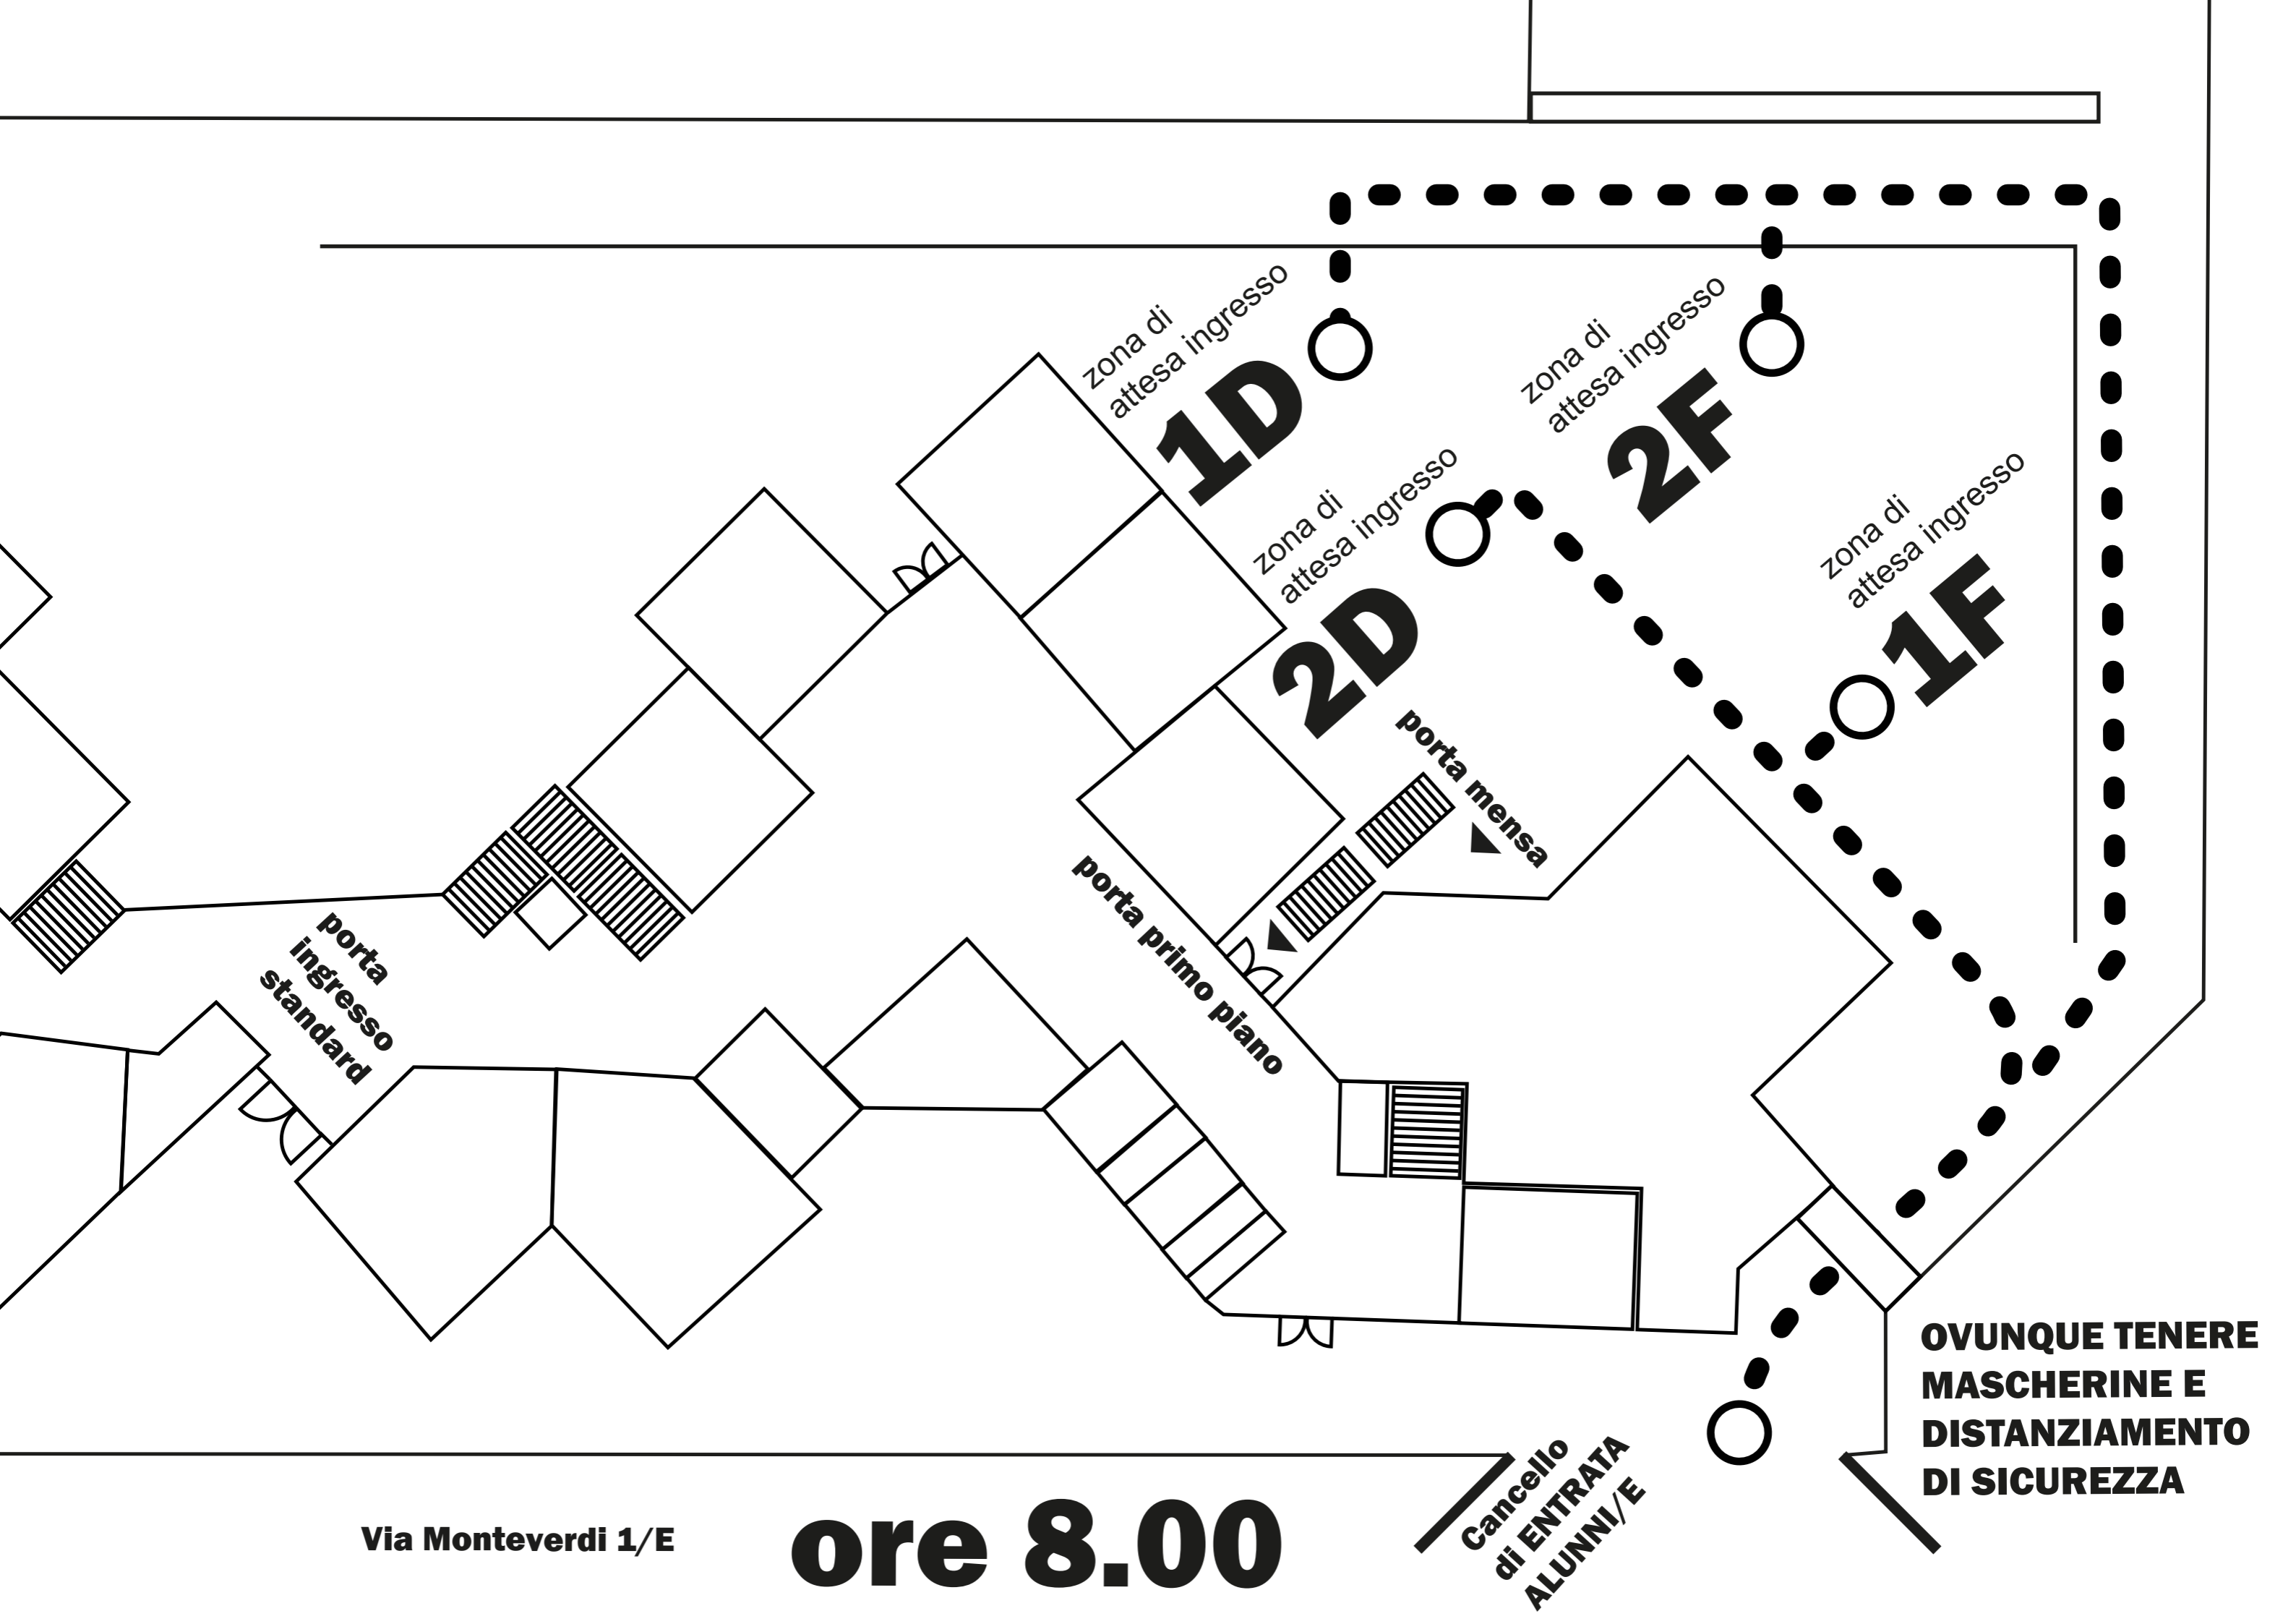 zona di
attesa ingresso
1D
zona di
attesa ingresso
2F
zona di
attesa ingresso
2D
zona di
attesa ingresso
1F
porta mensa
porta primo piano
porta
ingresso
standard
OVUNQUE TENERE
MASCHERINE E
DISTANZIAMENTO
DI SICUREZZA
Cancello
di ENTRATA
ALUNNI/E
Via Monteverdi 1/E
ore 8.00